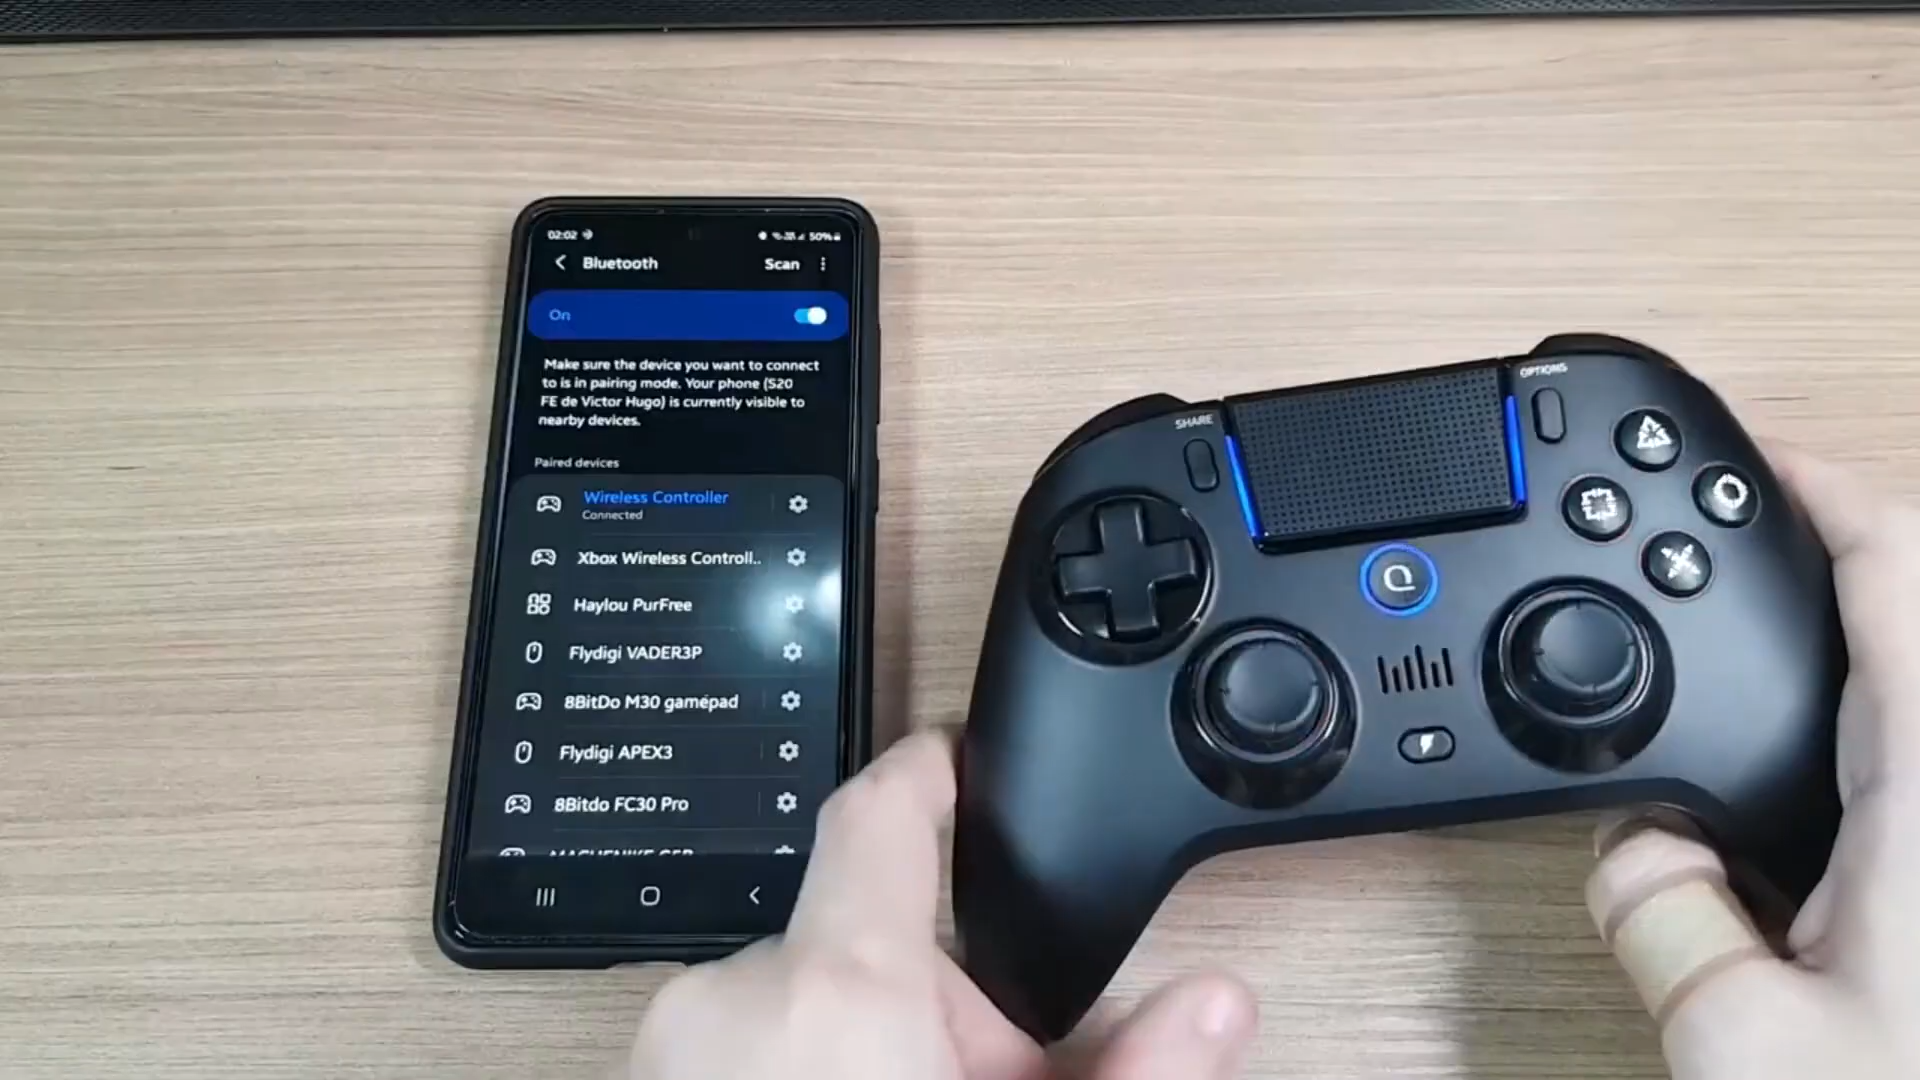 02:02
50%
Bluetooth
Scan
On
Make sure the device you want to connect
to is in pairing mode. Your phone (S20
FE de Victor Hugo) is currently visible to
nearby devices.
Paired devices
Wireless Controller
Connected
Xbox Wireless Controll..
Haylou PurFree
Flydigi VADER3P
8BitDo M30 gamepad
Flydigi APEX3
8Bitdo FC30 Pro
SHARE
OPTIONS